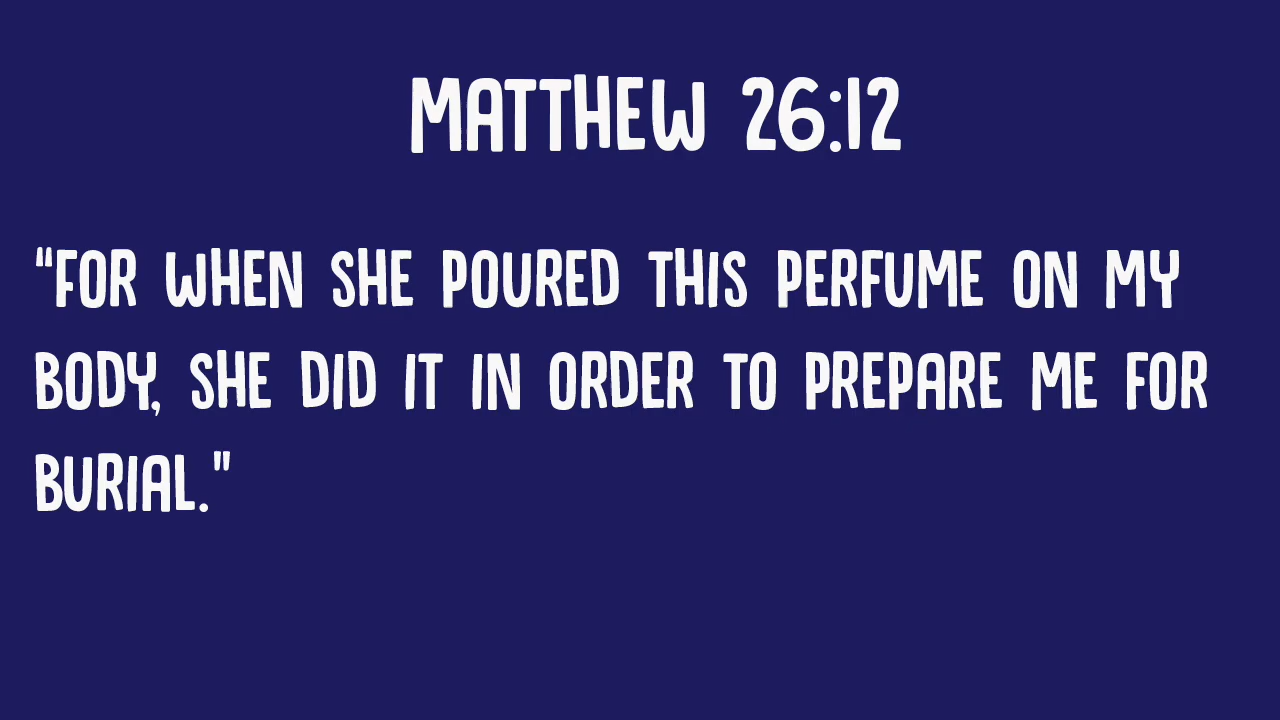 MATTHEW 26:12
"FOR WHEN SHE POURED THIS PERFUME ON MY
BODY, SHE DID IT IN ORDER TO PREPARE ME FOR
BURIAL."